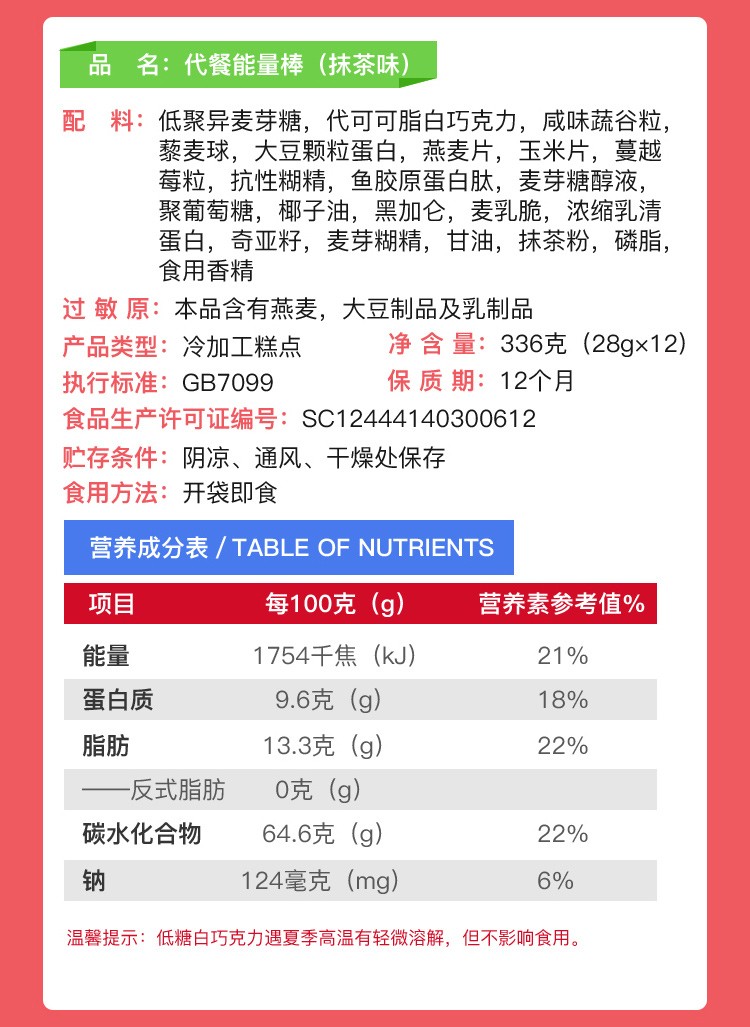 品 名：代餐能量棒（抹茶味）
配 料：低聚异麦芽糖，代可可脂白巧克力，咸味蔬谷粒，
藜麦球，大豆颗粒蛋白，燕麦片，玉米片，蔓越
莓粒，抗性糊精，鱼胶原蛋白肽，麦芽糖醇液，
聚葡萄糖，椰子油，黑加仑，麦乳脆，浓缩乳清
蛋白，奇亚籽，麦芽糊精，甘油，抹茶粉，磷脂，
食用香精
过 敏 原：本品含有燕麦，大豆制品及乳制品
产品类型：冷加工糕点 净 含 量：336克（28g×12）
执行标准：GB7099 保 质 期：12个月
食品生产许可证编号：SC12444140300612
贮存条件：阴凉、通风、干燥处保存
食用方法：开袋即食
营养成分表 / TABLE OF NUTRIENTS
项目 每100克（g） 营养素参考值%
能量 1754千焦（kJ） 21%
蛋白质 9.6克（g） 18%
脂肪 13.3克（g） 22%
——反式脂肪 0克（g）
碳水化合物 64.6克（g） 22%
钠 124毫克（mg） 6%
温馨提示：低糖白巧克力遇夏季高温有轻微溶解，但不影响食用。